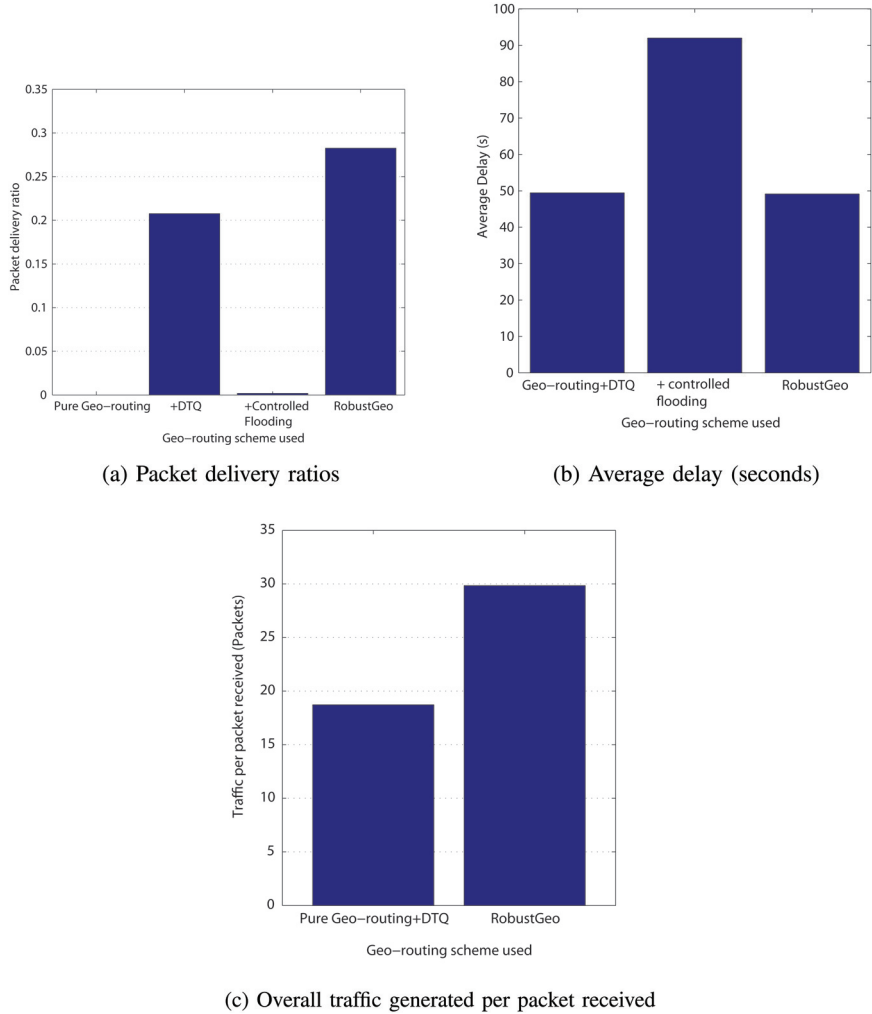 0.35
0.3
0.25
0.2
0.15
0.1
0.05
0
Packet delivery ratio
Pure Geo−routing
+DTQ
+Controlled
Flooding
RobustGeo
Geo−routing scheme used
(a) Packet delivery ratios
100
90
80
70
60
50
40
30
20
10
0
Average Delay (s)
Geo−routing+DTQ
+ controlled
flooding
RobustGeo
Geo−routing scheme used
(b) Average delay (seconds)
35
30
25
20
15
10
5
0
Traffic per packet received (Packets)
Pure Geo−routing+DTQ
RobustGeo
Geo−routing scheme used
(c) Overall traffic generated per packet received